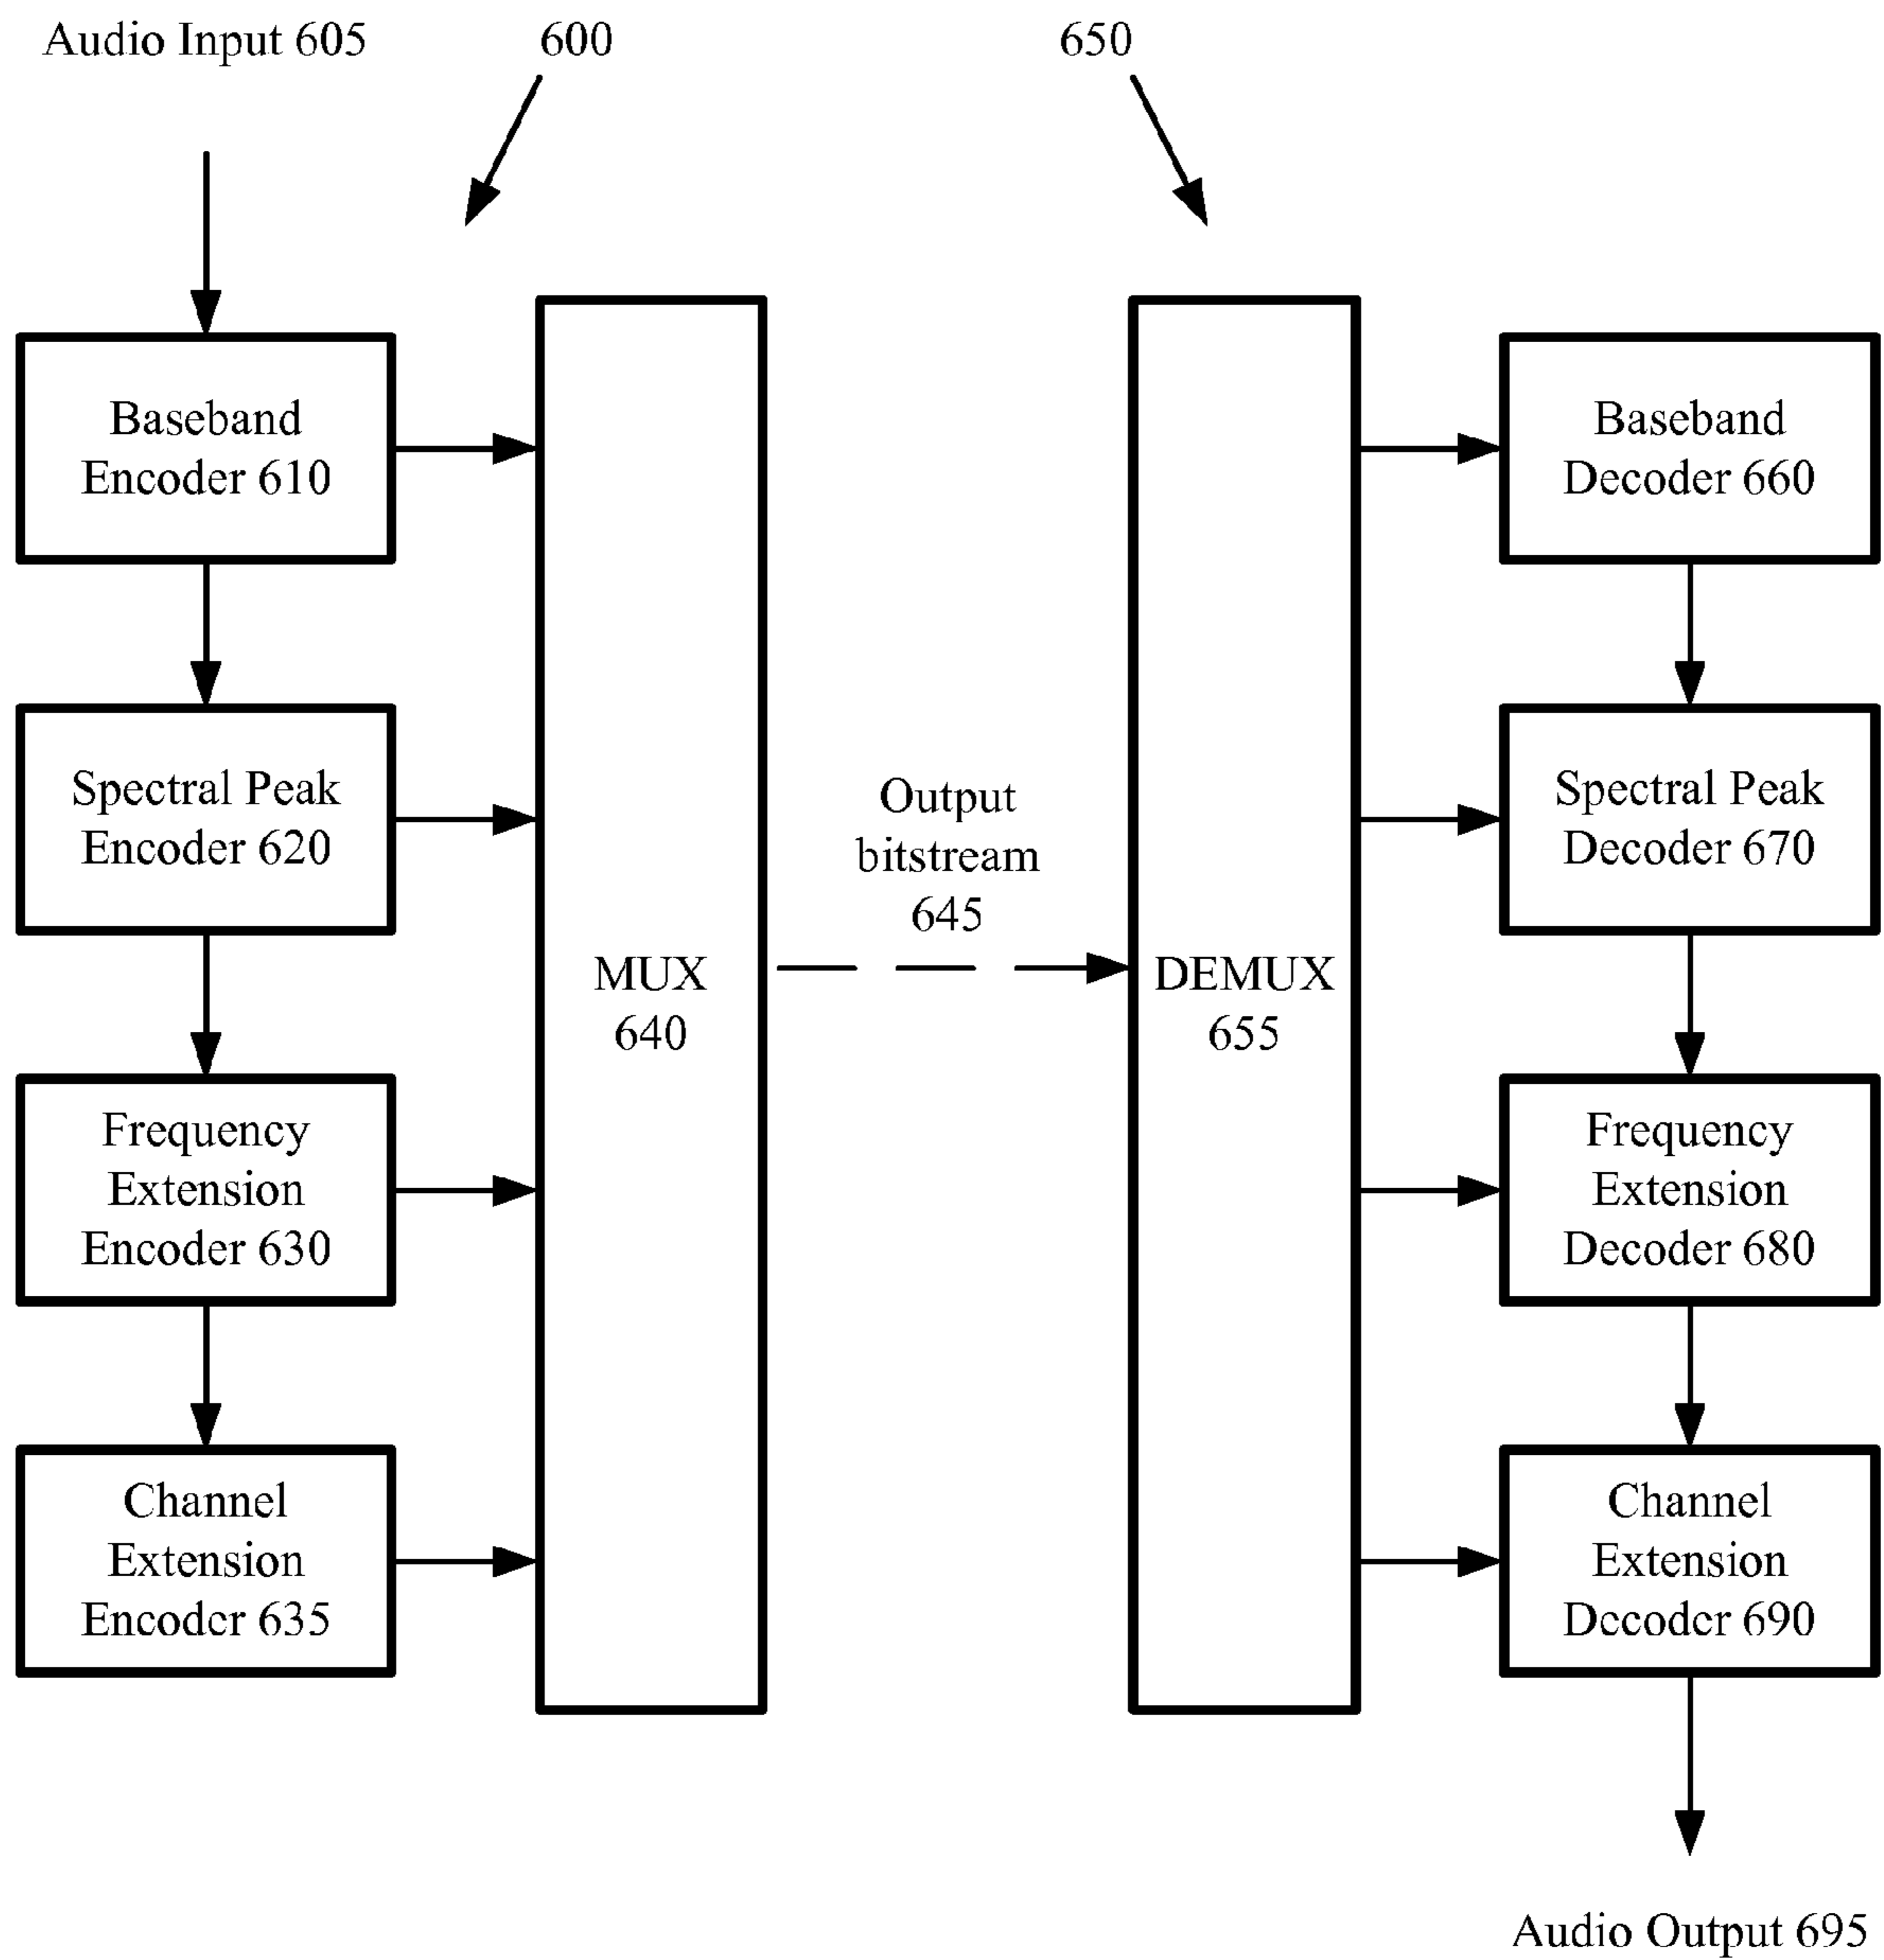 Audio Input 605
600
650
Baseband
Encoder 610
Spectral Peak
Encoder 620
Frequency
Extension
Encoder 630
Channel
Extension
Encoder 635
MUX
640
Output
bitstream
645
DEMUX
655
Baseband
Decoder 660
Spectral Peak
Decoder 670
Frequency
Extension
Decoder 680
Channel
Extension
Decoder 690
Audio Output 695